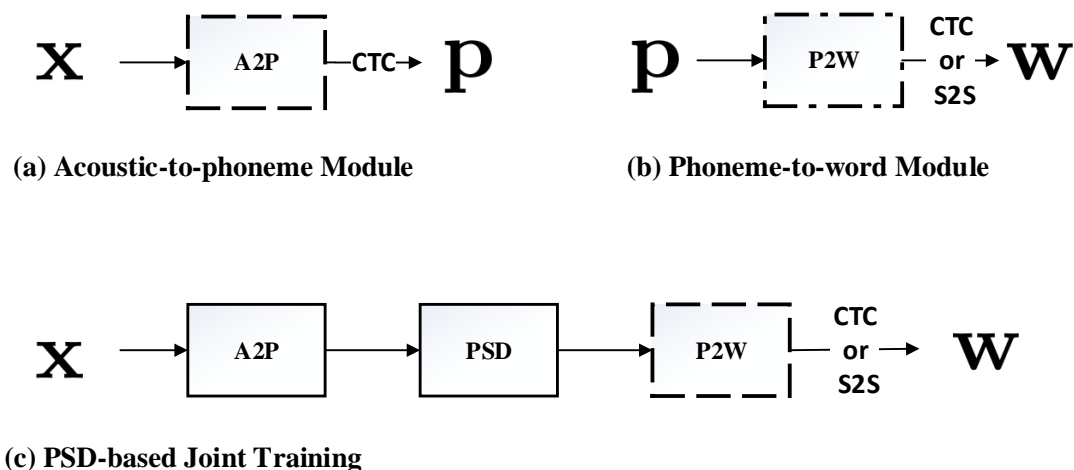 x A2P CTC p
p P2W CTC or S2S w
(a) Acoustic-to-phoneme Module
(b) Phoneme-to-word Module
x A2P PSD P2W CTC or S2S w
(c) PSD-based Joint Training